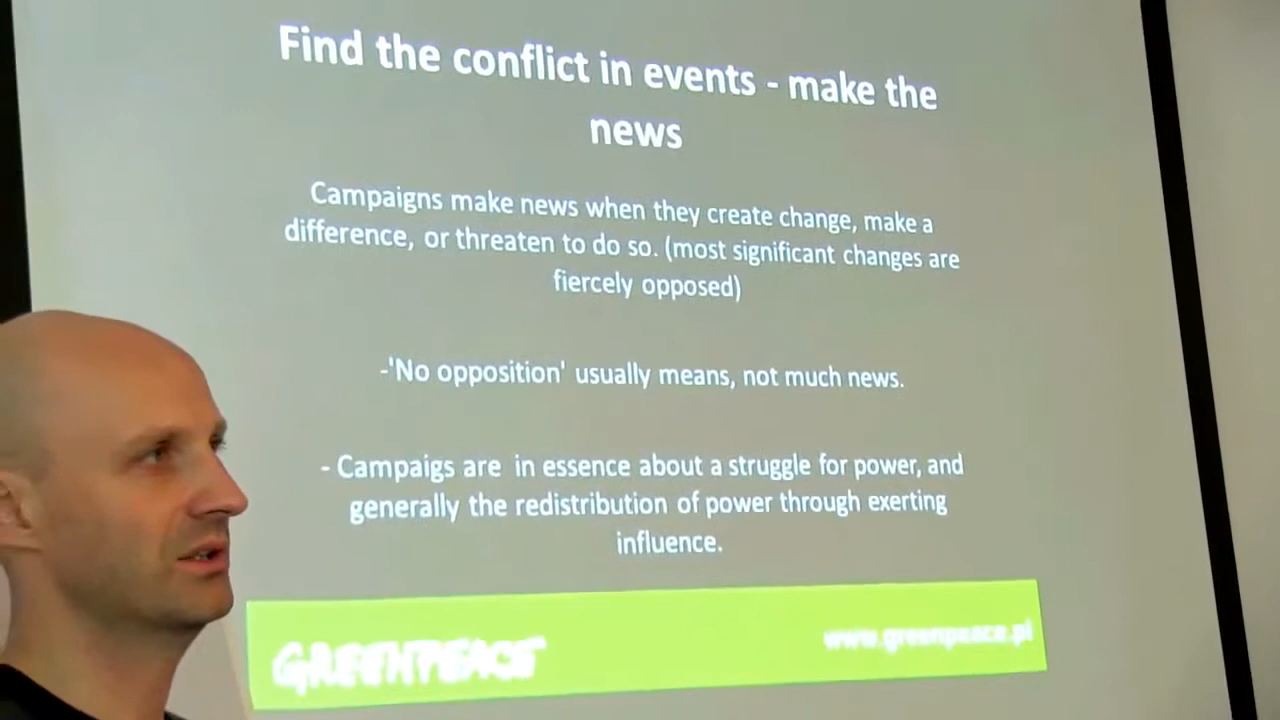 Find the conflict in events - make the
news
Campaigns make news when they create change, make a
difference, or threaten to do so. (most significant changes are
fiercely opposed)
-'No opposition' usually means, not much news.
- Campaigs are in essence about a struggle for power, and
generally the redistribution of power through exerting
influence.
GREENPEACE
www.greenpeace.pl